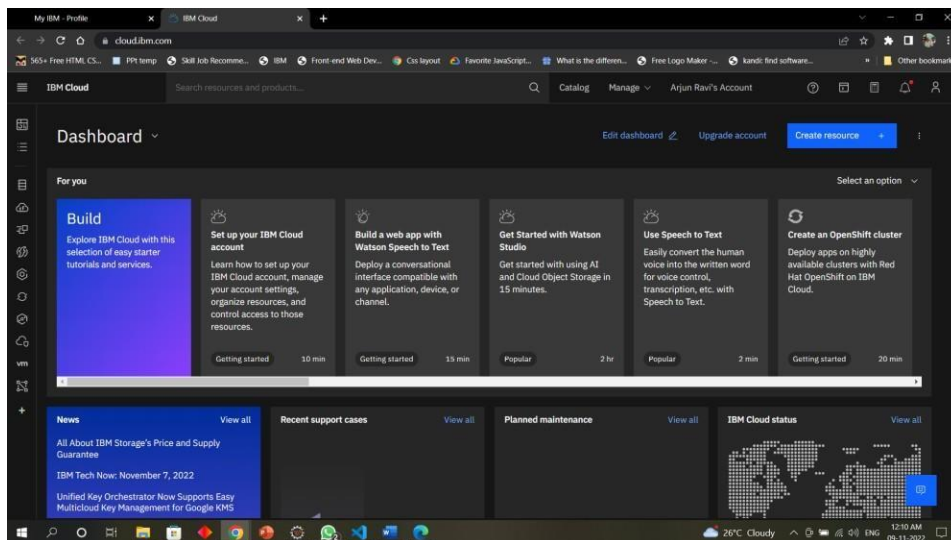 My IBM - Profile
IBM Cloud
cloud.ibm.com
565+ Free HTML, CS...
PPt temp
Skill Job Recomme...
IBM
Front-end Web Dev...
Css layout
Favorite JavaScript...
What is the differen...
Free Logo Maker -...
kandi: find software...
Other bookmark
IBM Cloud
Search resources and products...
Catalog
Manage
Arjun Ravi's Account
Dashboard
Edit dashboard
Upgrade account
Create resource +
For you
Select an option
Build
Explore IBM Cloud with this
selection of easy starter
tutorials and services.
Set up your IBM Cloud
account
Learn how to set up your
IBM Cloud account, manage
your account settings,
organize resources, and
control access to those
resources.
Getting started 10 min
Build a web app with
Watson Speech to Text
Deploy a conversational
interface compatible with
any application, device, or
channel.
Getting started 15 min
Get Started with Watson
Studio
Get started with using AI
and Cloud Object Storage in
15 minutes.
Popular 2 hr
Use Speech to Text
Easily convert the human
voice into the written word
for voice control,
transcription, etc. with
Speech to Text.
Popular 2 min
Create an OpenShift cluster
Deploy apps on highly
available clusters with Red
Hat OpenShift on IBM
Cloud.
Getting started 20 min
vm
News View all
All About IBM Storage's Price and Supply
Guarantee
IBM Tech Now: November 7, 2022
Unified Key Orchestrator Now Supports Easy
Multicloud Key Management for Google KMS
Recent support cases View all
Planned maintenance View all
IBM Cloud status View all
26°C Cloudy
ENG
12:10 AM
09-11-2022